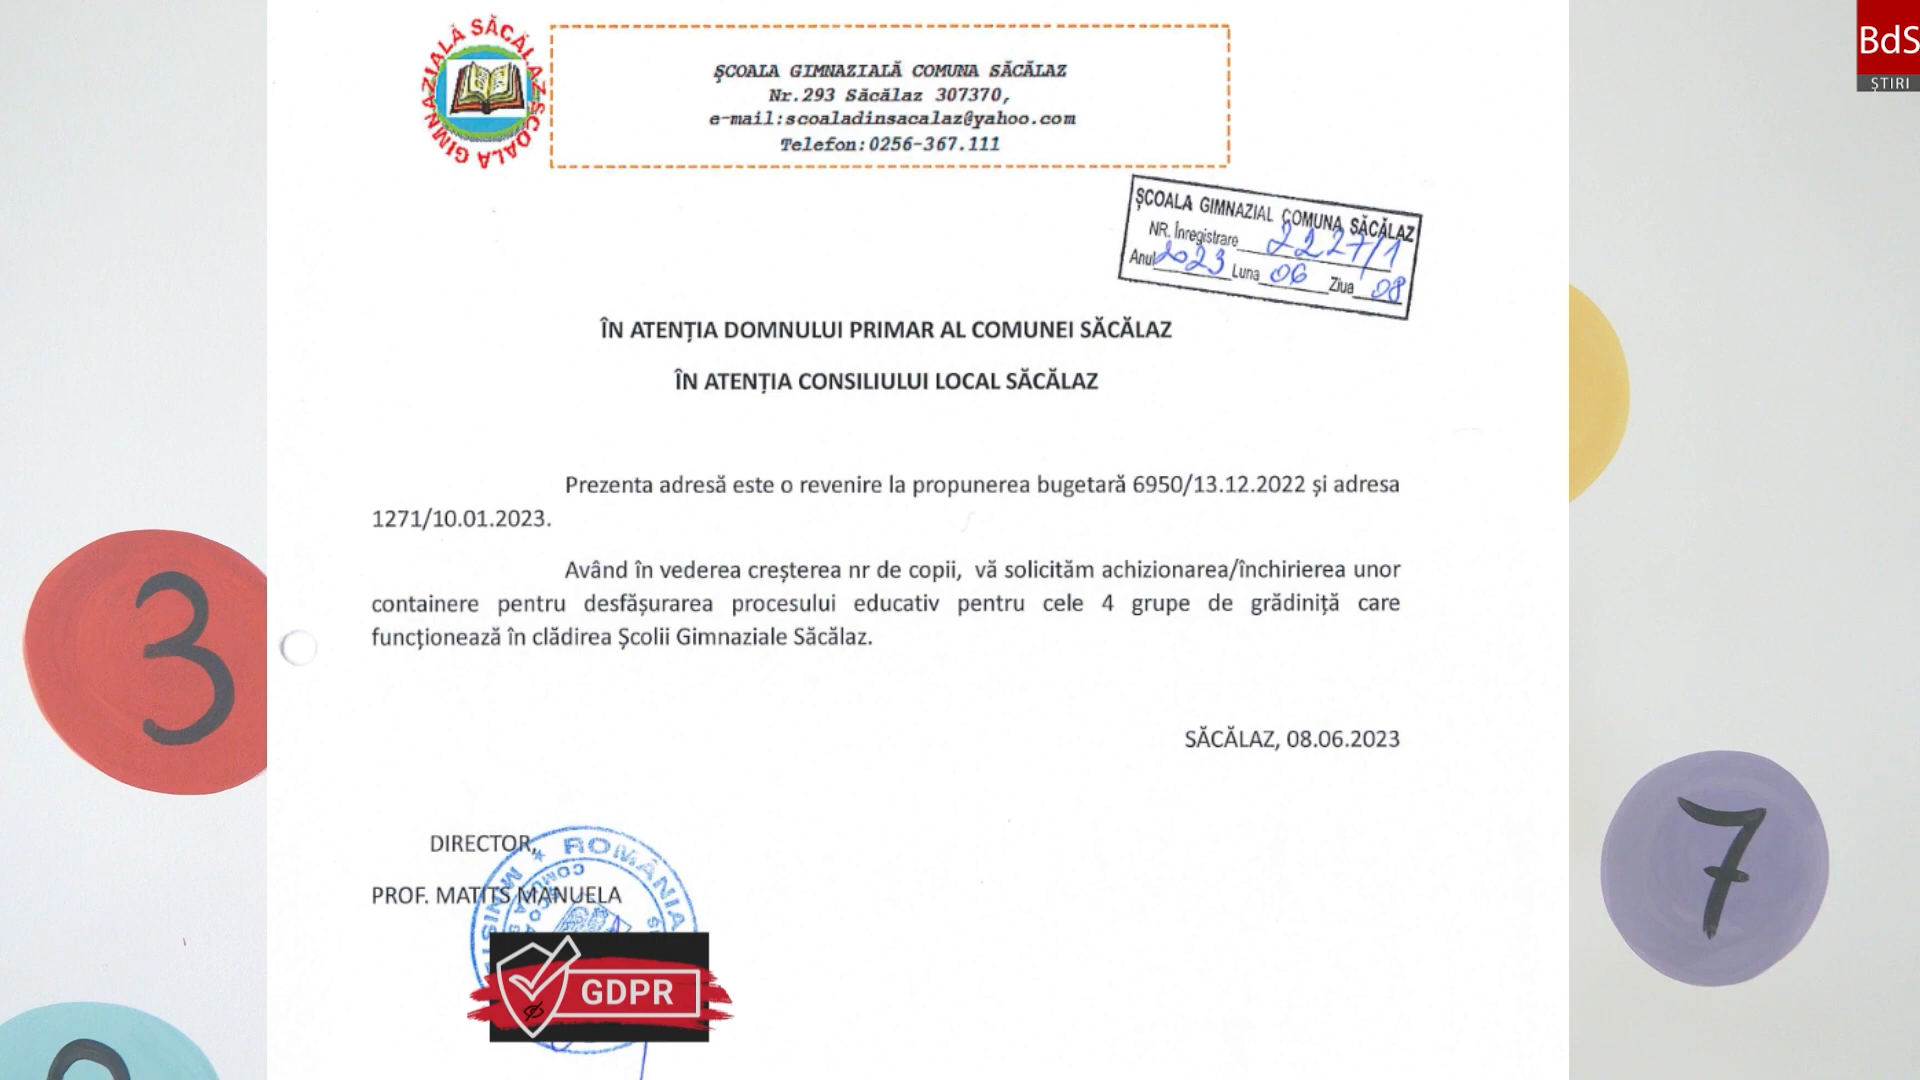 BdS
ȘTIRI
ȘCOALA GIMNAZIALĂ SĂCĂLAZ
ȘCOALA GIMNAZIALĂ COMUNA SĂCĂLAZ
Nr.293 Săcălaz 307370,
e-mail:scoaladinsacalaz@yahoo.com
Telefon:0256-367.111
ȘCOALA GIMNAZIAL COMUNA SĂCĂLAZ
NR. Înregistrare 2227/1
Anul 2023 Luna 06 Ziua 08
ÎN ATENȚIA DOMNULUI PRIMAR AL COMUNEI SĂCĂLAZ
ÎN ATENȚIA CONSILIULUI LOCAL SĂCĂLAZ
Prezenta adresă este o revenire la propunerea bugetară 6950/13.12.2022 și adresa
1271/10.01.2023.
Având în vederea creșterea nr de copii, vă solicităm achizionarea/închirierea unor
containere pentru desfășurarea procesului educativ pentru cele 4 grupe de grădiniță care
funcționează în clădirea Școlii Gimnaziale Săcălaz.
SĂCĂLAZ, 08.06.2023
DIRECTOR,
PROF. MATITS MANUELA
ROMÂNIA
GDPR
3
7